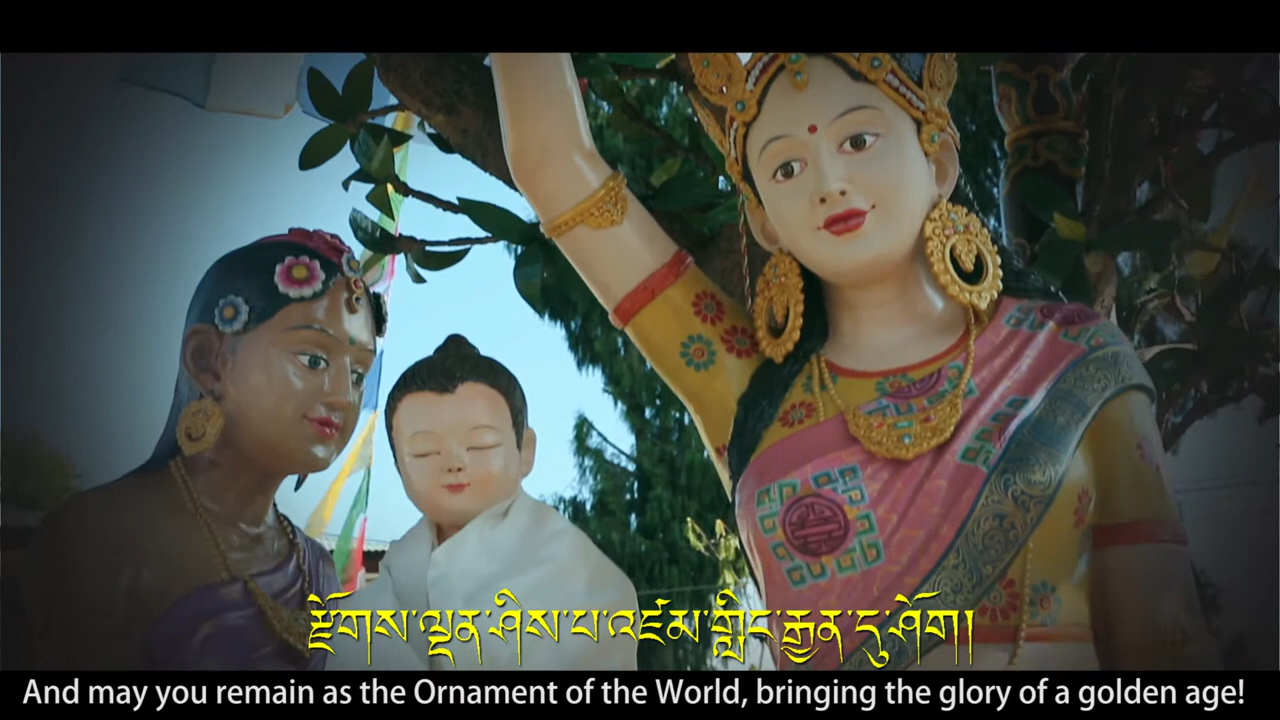 རྫོགས་ལྡན་ཤིས་པ་འཛམ་གླིང་རྒྱན་དུ་ཤོག།
And may you remain as the Ornament of the World, bringing the glory of a golden age!